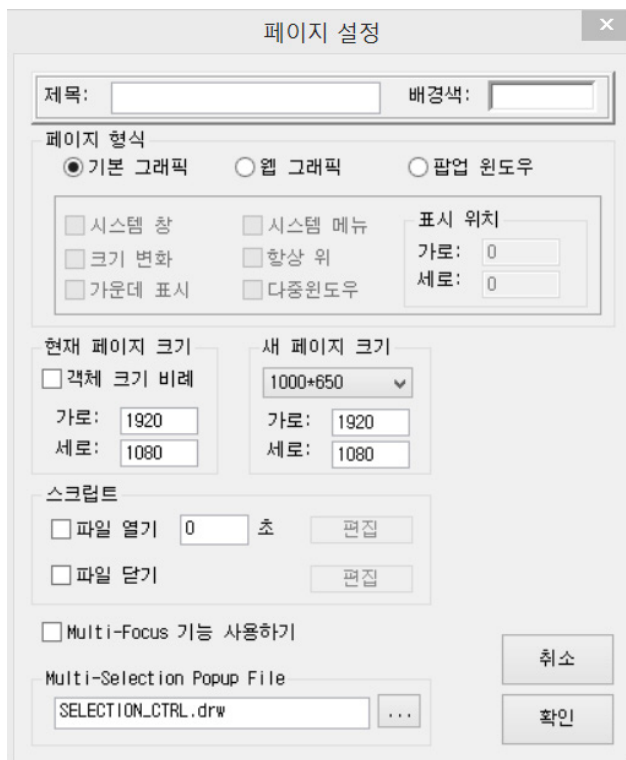 페이지 설정
제목: 배경색:
페이지 형식
기본 그래픽 웹 그래픽 팝업 윈도우
시스템 창 시스템 메뉴 표시 위치
크기 변화 항상 위 가로: 0
가운데 표시 다중윈도우 세로: 0
현재 페이지 크기 새 페이지 크기
객체 크기 비례 1000*650
가로: 1920 가로: 1920
세로: 1080 세로: 1080
스크립트
파일 열기 0 초 편집
파일 닫기 편집
Multi-Focus 기능 사용하기
취소
Multi-Selection Popup File
SELECTION_CTRL.drw ... 확인